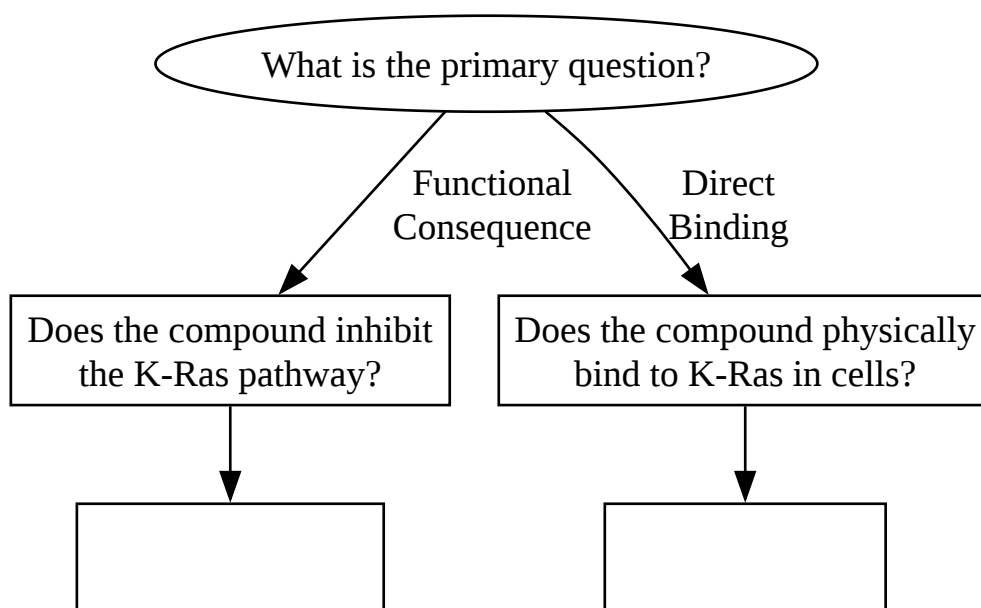 What is the primary question?
Functional
Consequence
Direct
Binding
Does the compound inhibit
the K-Ras pathway?
Does the compound physically
bind to K-Ras in cells?